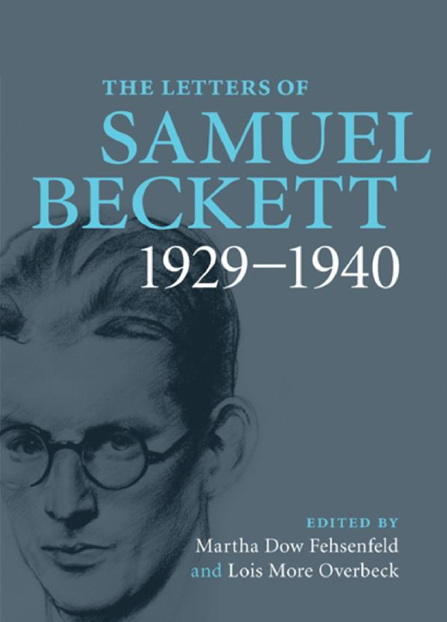 THE LETTERS OF
SAMUEL
BECKETT
1929–1940
EDITED BY
Martha Dow Fehsenfeld
and Lois More Overbeck